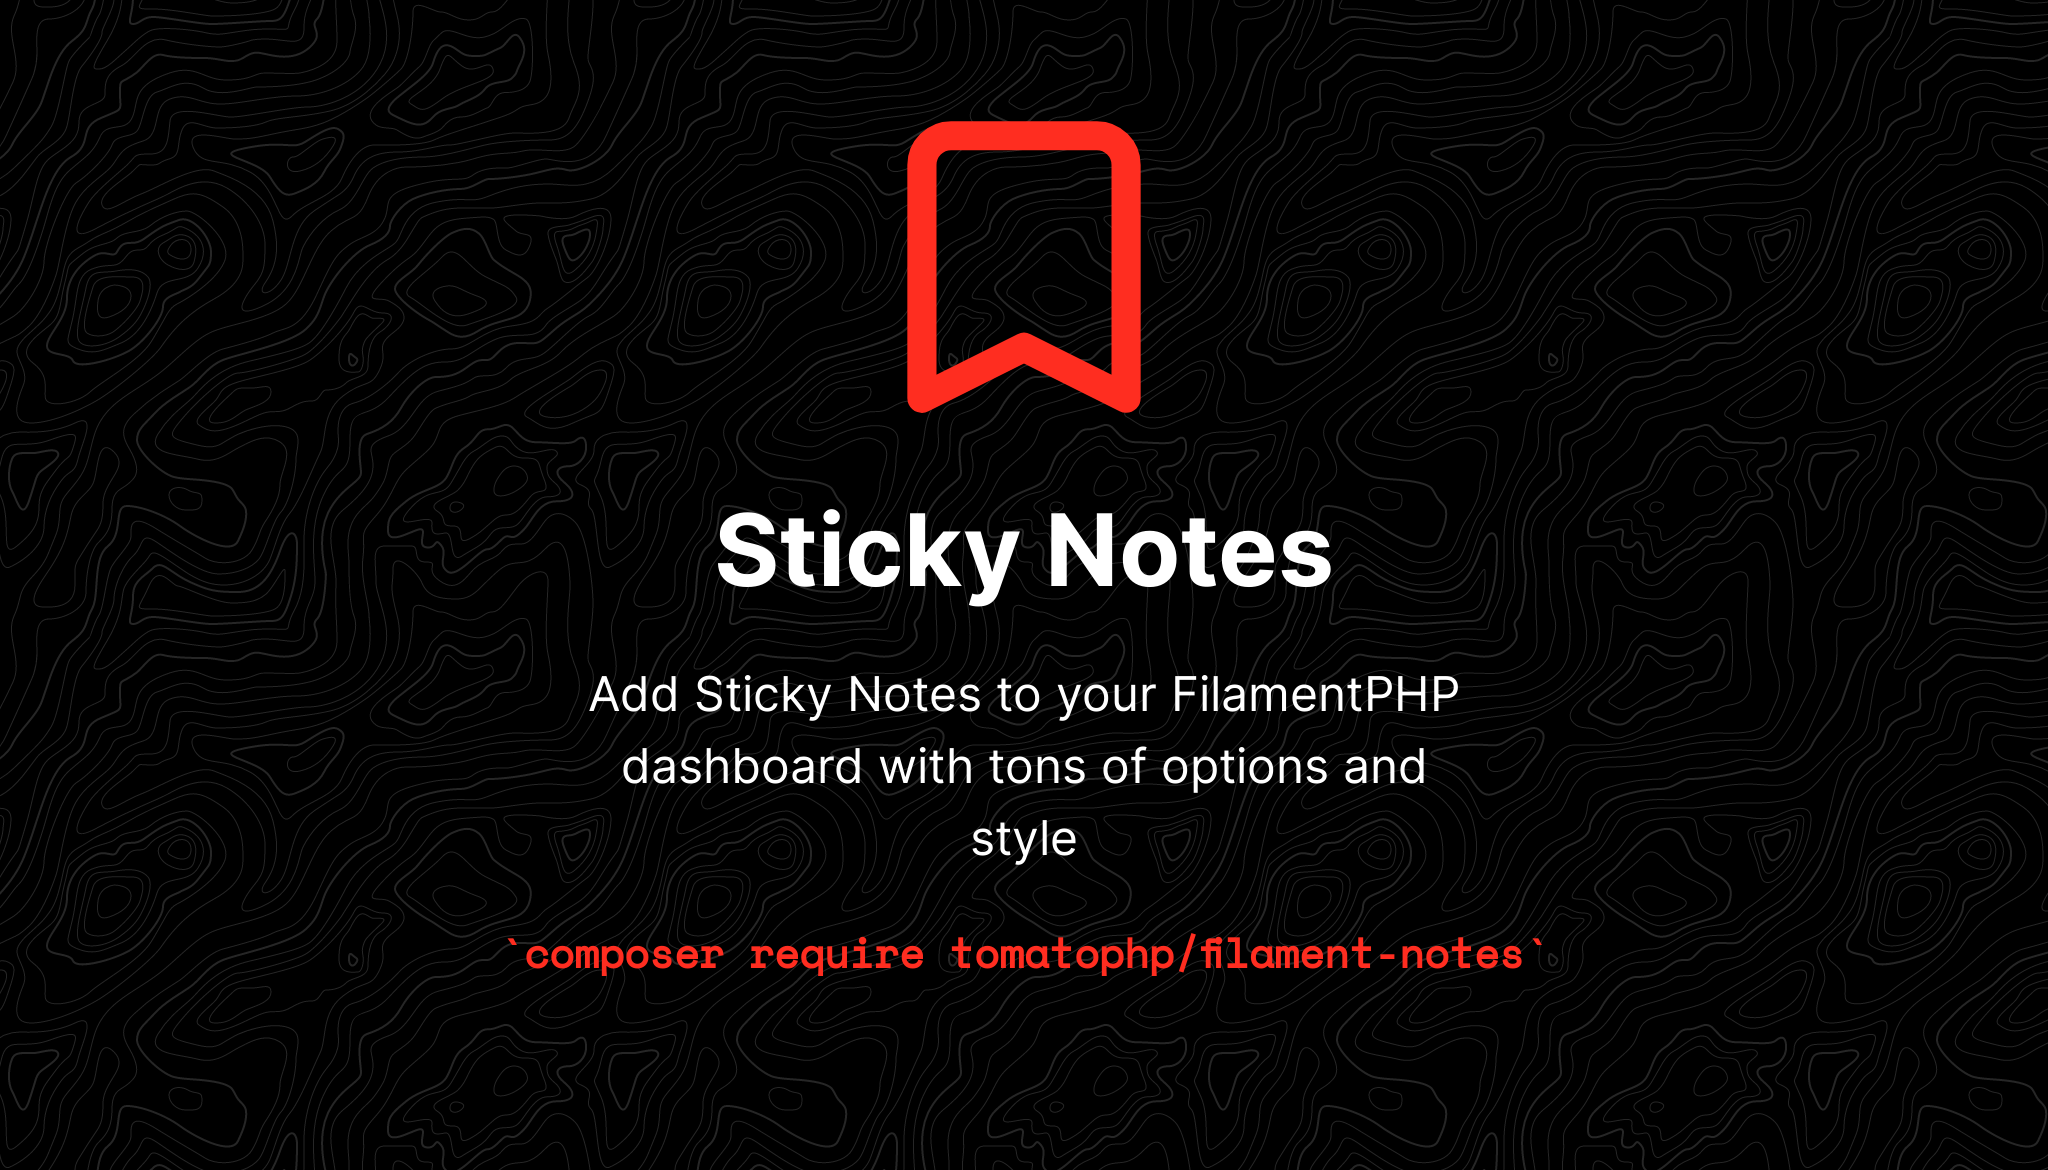 Sticky Notes
Add Sticky Notes to your FilamentPHP
dashboard with tons of options and
style
`composer require tomatophp/filament-notes`